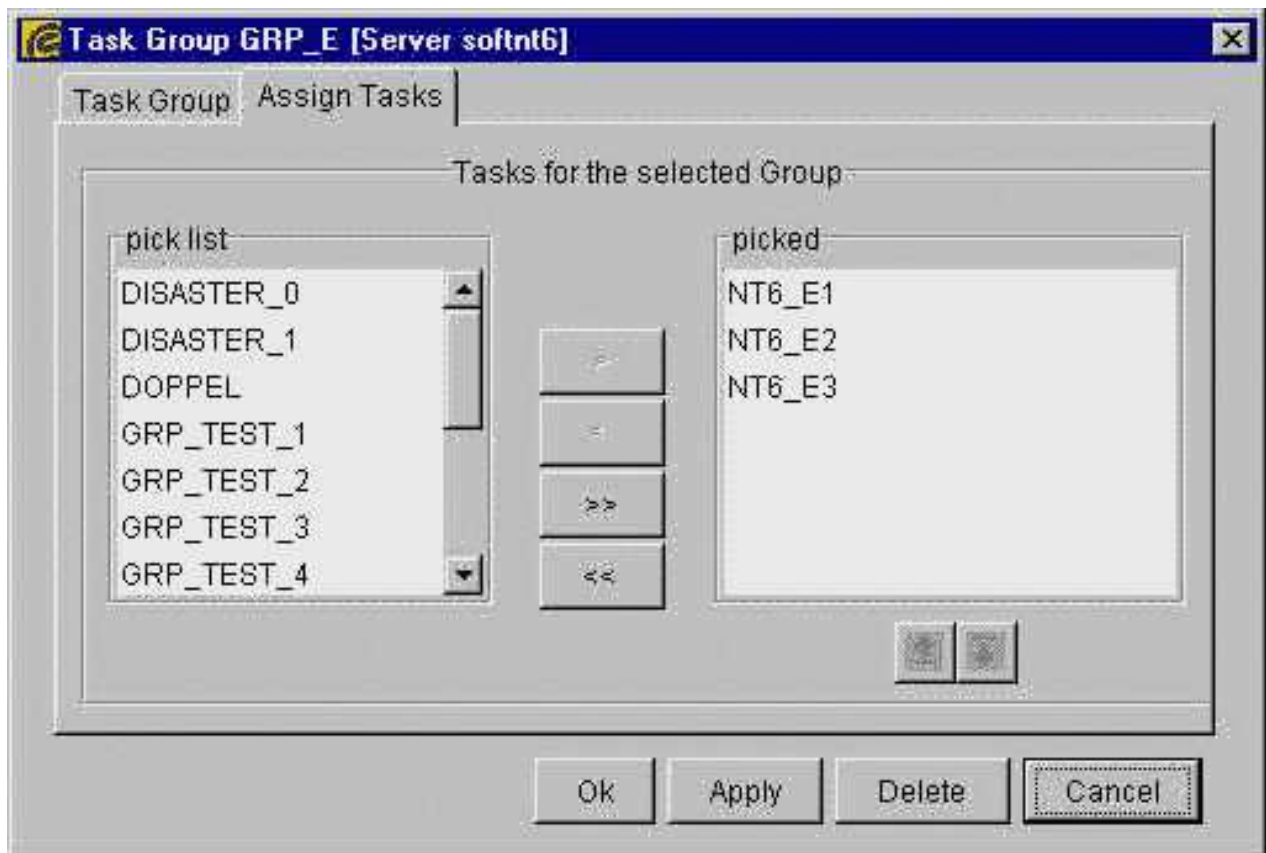 Task Group GRP_E [Server softnt6]
Task Group
Assign Tasks
Tasks for the selected Group
pick list
DISASTER_0
DISASTER_1
DOPPEL
GRP_TEST_1
GRP_TEST_2
GRP_TEST_3
GRP_TEST_4
>
<
>>
<<
picked
NT6_E1
NT6_E2
NT6_E3
Ok
Apply
Delete
Cancel